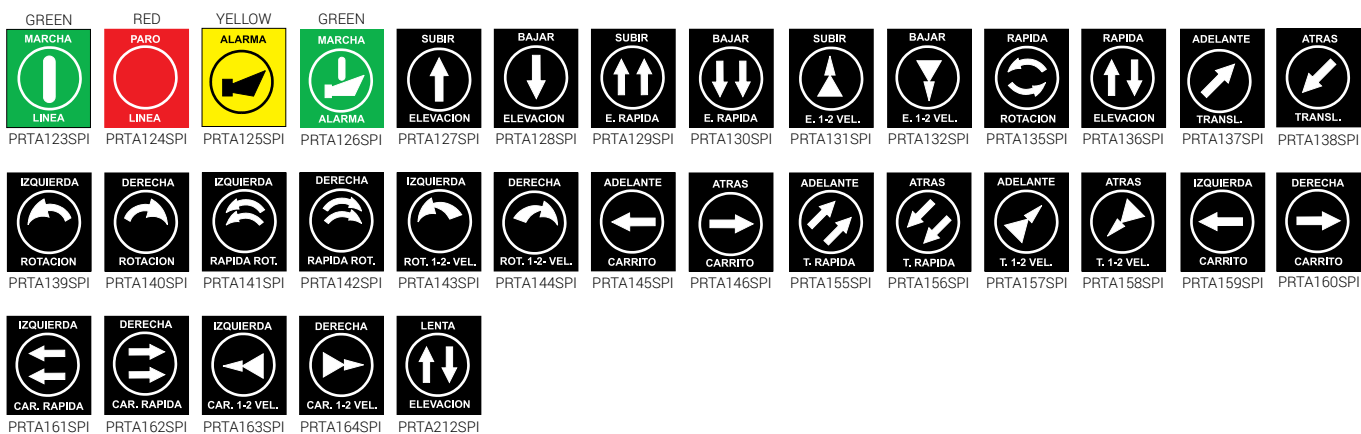 GREEN RED YELLOW GREEN
MARCHA PARO ALARMA MARCHA SUBIR BAJAR SUBIR BAJAR SUBIR BAJAR RAPIDA RAPIDA ADELANTE ATRAS
LINEA LINEA ALARMA ELEVACION ELEVACION E. RAPIDA E. RAPIDA E. 1-2 VEL. E. 1-2 VEL. ROTACION ELEVACION TRANSL. TRANSL.
PRTA123SPI PRTA124SPI PRTA125SPI PRTA126SPI PRTA127SPI PRTA128SPI PRTA129SPI PRTA130SPI PRTA131SPI PRTA132SPI PRTA135SPI PRTA136SPI PRTA137SPI PRTA138SPI
IZQUIERDA DERECHA IZQUIERDA DERECHA IZQUIERDA DERECHA ADELANTE ATRAS ADELANTE ATRAS ADELANTE ATRAS IZQUIERDA DERECHA
ROTACION ROTACION RAPIDA ROT. RAPIDA ROT. ROT. 1-2- VEL. ROT. 1-2- VEL. CARRITO CARRITO T. RAPIDA T. RAPIDA T. 1-2 VEL. T. 1-2 VEL. CARRITO CARRITO
PRTA139SPI PRTA140SPI PRTA141SPI PRTA142SPI PRTA143SPI PRTA144SPI PRTA145SPI PRTA146SPI PRTA155SPI PRTA156SPI PRTA157SPI PRTA158SPI PRTA159SPI PRTA160SPI
IZQUIERDA DERECHA IZQUIERDA DERECHA LENTA
CAR. RAPIDA CAR. RAPIDA CAR. 1-2 VEL. CAR. 1-2 VEL. ELEVACION
PRTA161SPI PRTA162SPI PRTA163SPI PRTA164SPI PRTA212SPI